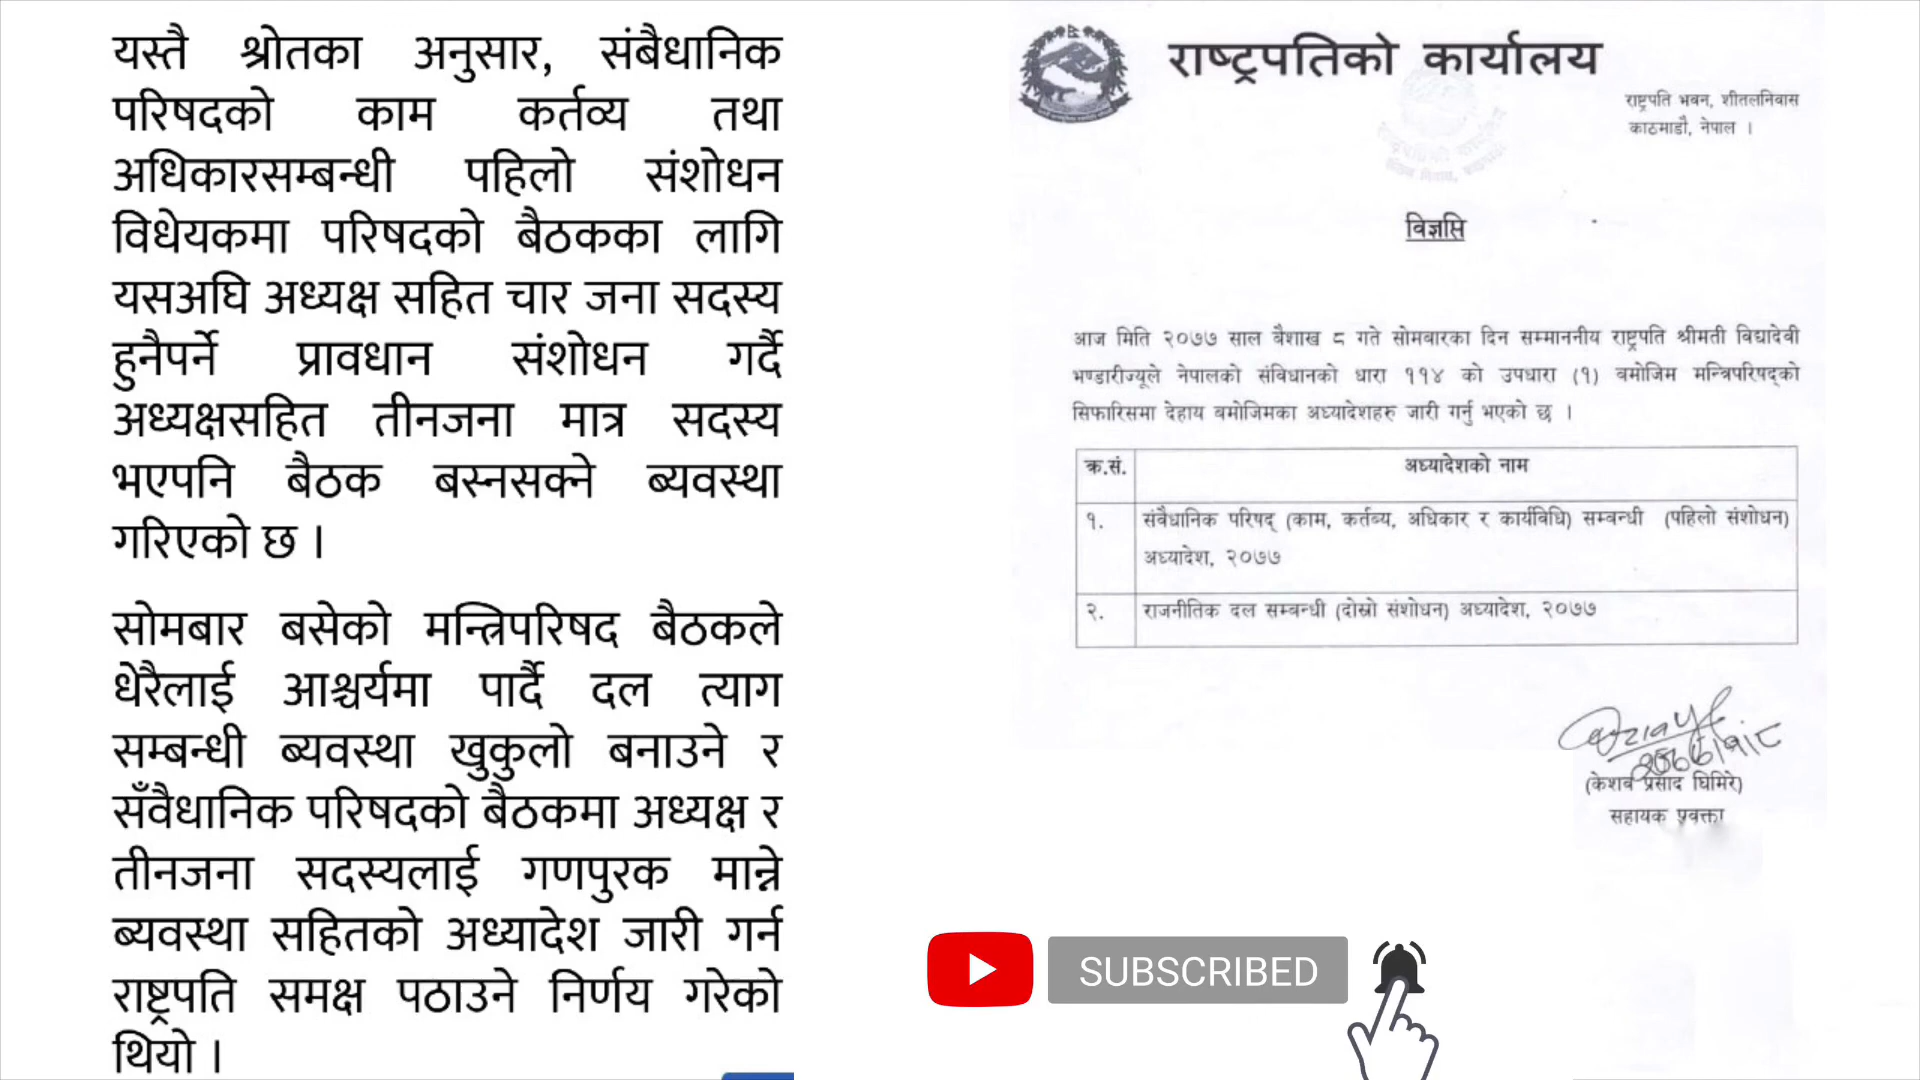 यस्तै श्रोतका अनुसार, संबैधानिक
परिषदको काम कर्तव्य तथा
अधिकारसम्बन्धी पहिलो संशोधन
विधेयकमा परिषदको बैठकका लागि
यसअघि अध्यक्ष सहित चार जना सदस्य
हुनैपर्ने प्रावधान संशोधन गर्दै
अध्यक्षसहित तीनजना मात्र सदस्य
भएपनि बैठक बस्नसक्ने ब्यवस्था
गरिएको छ ।
सोमबार बसेको मन्त्रिपरिषद बैठकले
धेरैलाई आश्चर्यमा पार्दै दल त्याग
सम्बन्धी ब्यवस्था खुकुलो बनाउने र
सँवैधानिक परिषदको बैठकमा अध्यक्ष र
तीनजना सदस्यलाई गणपुरक मान्ने
ब्यवस्था सहितको अध्यादेश जारी गर्न
राष्ट्रपति समक्ष पठाउने निर्णय गरेको
थियो ।
राष्ट्रपतिको कार्यालय
राष्ट्रपति भवन, शीतलनिवास
काठमाडौं, नेपाल ।
विज्ञप्ति
आज मिति २०७७ साल बैशाख ८ गते सोमबारका दिन सम्माननीय राष्ट्रपति श्रीमती विद्यादेवी
भण्डारीज्यूले नेपालको संविधानको धारा ११४ को उपधारा (१) बमोजिम मन्त्रिपरिषद्को
सिफारिसमा देहाय बमोजिमका अध्यादेशहरु जारी गर्नु भएको छ ।
क्र.सं. अध्यादेशको नाम
१. संवैधानिक परिषद् (काम, कर्तव्य, अधिकार र कार्यविधि) सम्बन्धी (पहिलो संशोधन)
अध्यादेश, २०७७
२. राजनीतिक दल सम्बन्धी (दोस्रो संशोधन) अध्यादेश, २०७७
(केशव प्रसाद घिमिरे)
सहायक प्रवक्ता
SUBSCRIBED